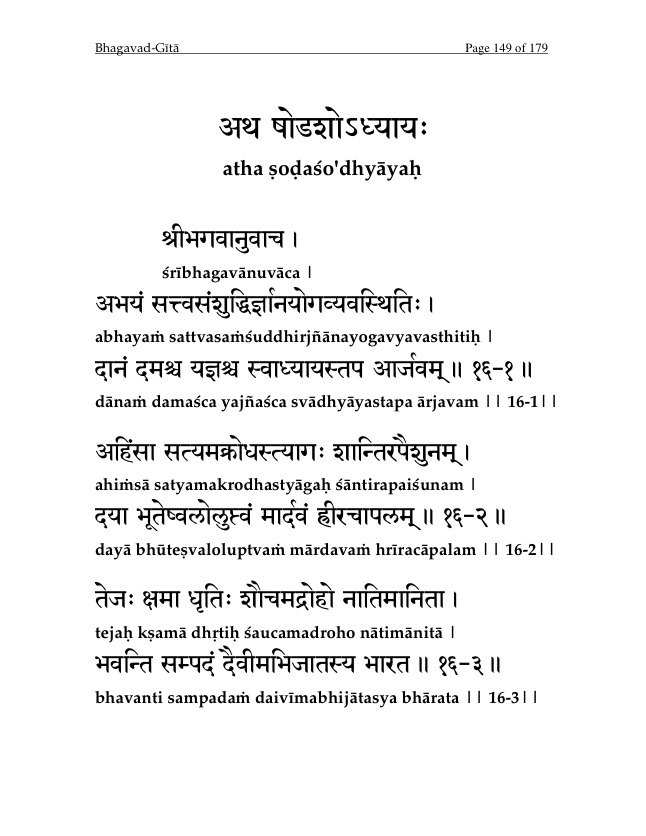 Bhagavad-Gītā Page 149 of 179
अथ षोडशोऽध्यायः
atha ṣoḍaśo'dhyāyaḥ
श्रीभगवानुवाच ।
śrībhagavānuvāca |
अभयं सत्त्वसंशुद्धिर्ज्ञानयोगव्यवस्थितिः ।
abhayaṁ sattvasaṁśuddhirjñānayogavyavasthitiḥ |
दानं दमश्च यज्ञश्च स्वाध्यायस्तप आर्जवम् ॥ १६-१ ॥
dānaṁ damaśca yajñaśca svādhyāyastapa ārjavam || 16-1||
अहिंसा सत्यमक्रोधस्त्यागः शान्तिरपैशुनम् ।
ahiṁsā satyamakrodhastyāgaḥ śāntirapaiśunam |
दया भूतेष्वलोलुप्त्वं मार्दवं ह्रीरचापलम् ॥ १६-२ ॥
dayā bhūteṣvaloluptvaṁ mārdavaṁ hrīracāpalam || 16-2||
तेजः क्षमा धृतिः शौचमद्रोहो नातिमानिता ।
tejaḥ kṣamā dhṛtiḥ śaucamadroho nātimānitā |
भवन्ति सम्पदं दैवीमभिजातस्य भारत ॥ १६-३ ॥
bhavanti sampadaṁ daivīmabhijātasya bhārata || 16-3||